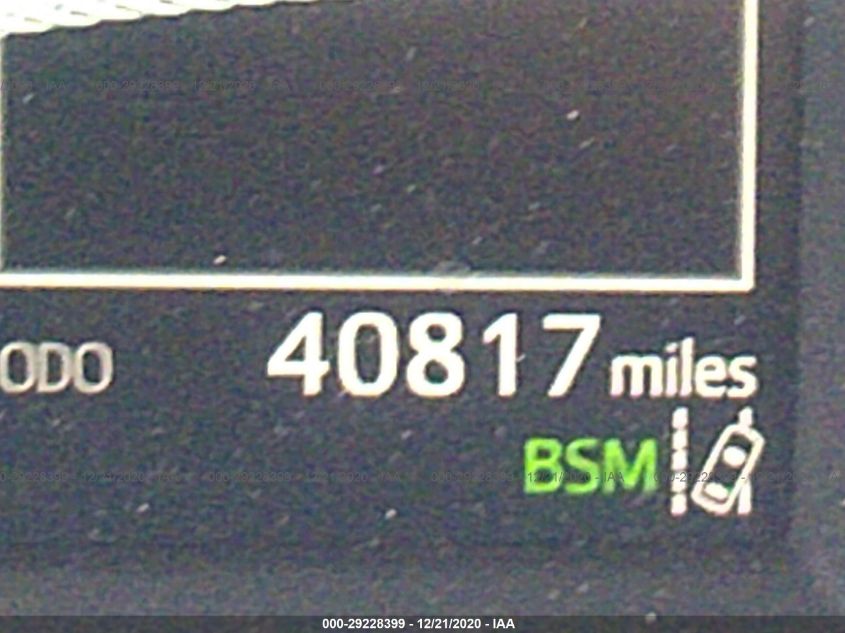 ODO 40817 miles
BSM
000-29228399 - 12/21/2020 - IAA